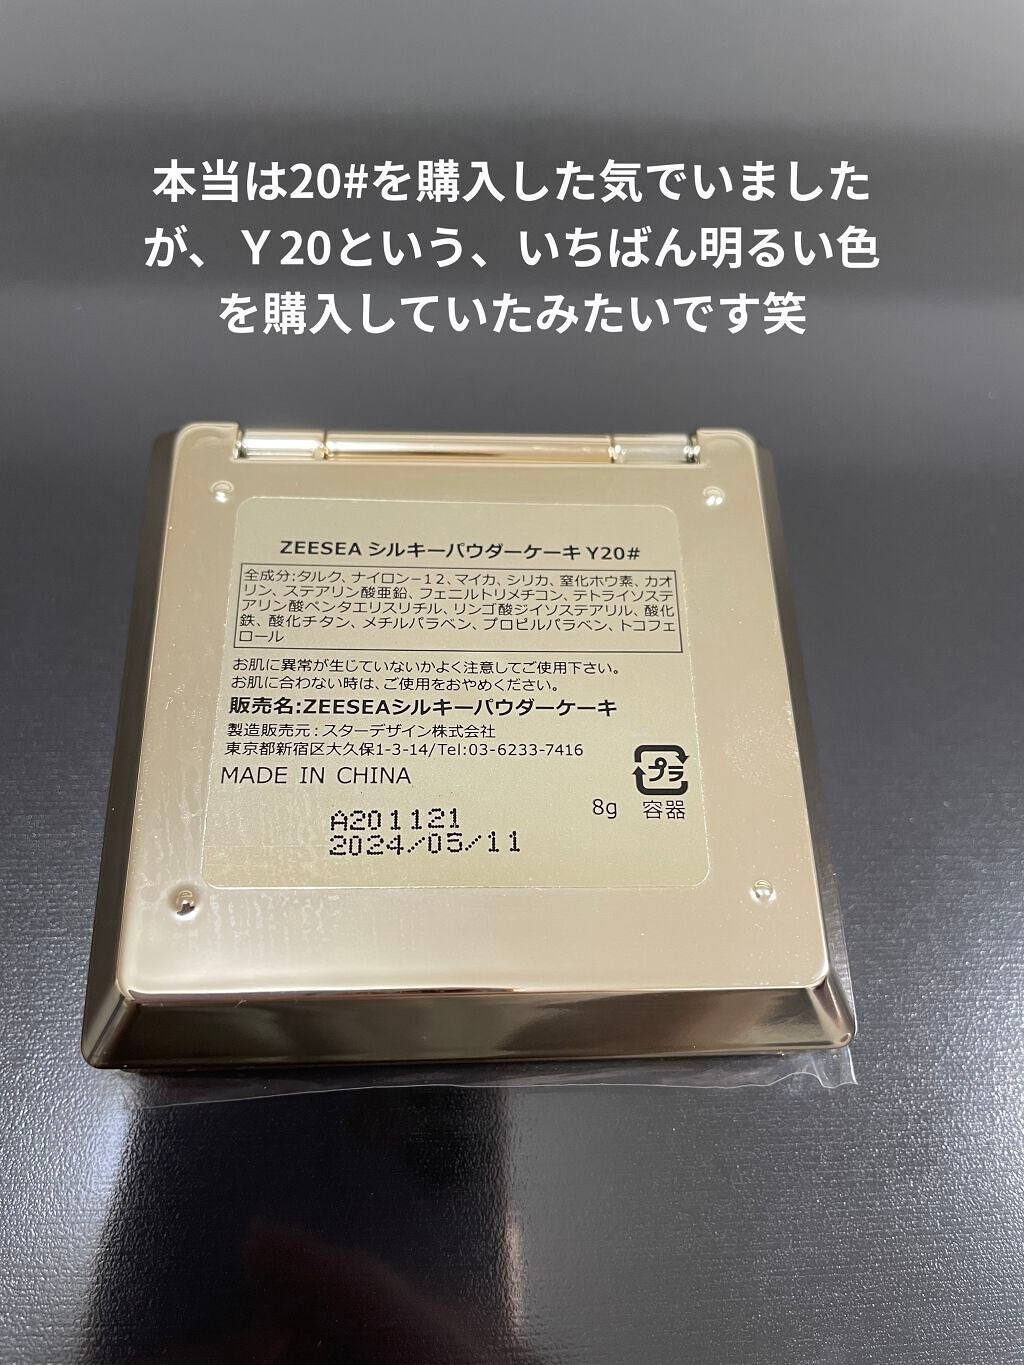 本当は20#を購入した気でいました
が、Ｙ20という、いちばん明るい色
を購入していたみたいです笑
ZEESEA シルキーパウダーケーキ Y20#
全成分:タルク、ナイロン−12、マイカ、シリカ、窒化ホウ素、カオ
リン、ステアリン酸亜鉛、フェニルトリメチコン、テトライソステ
アリン酸ペンタエリスリチル、リンゴ酸ジイソステアリル、酸化
鉄、酸化チタン、メチルパラベン、プロピルパラベン、トコフェ
ロール
お肌に異常が生じていないかよく注意してご使用下さい。
お肌に合わない時は、ご使用をおやめください。
販売名:ZEESEAシルキーパウダーケーキ
製造販売元：スターデザイン株式会社
東京都新宿区大久保1-3-14/Tel:03-6233-7416
MADE IN CHINA
プラ
8g 容器
A201121
2024/05/11